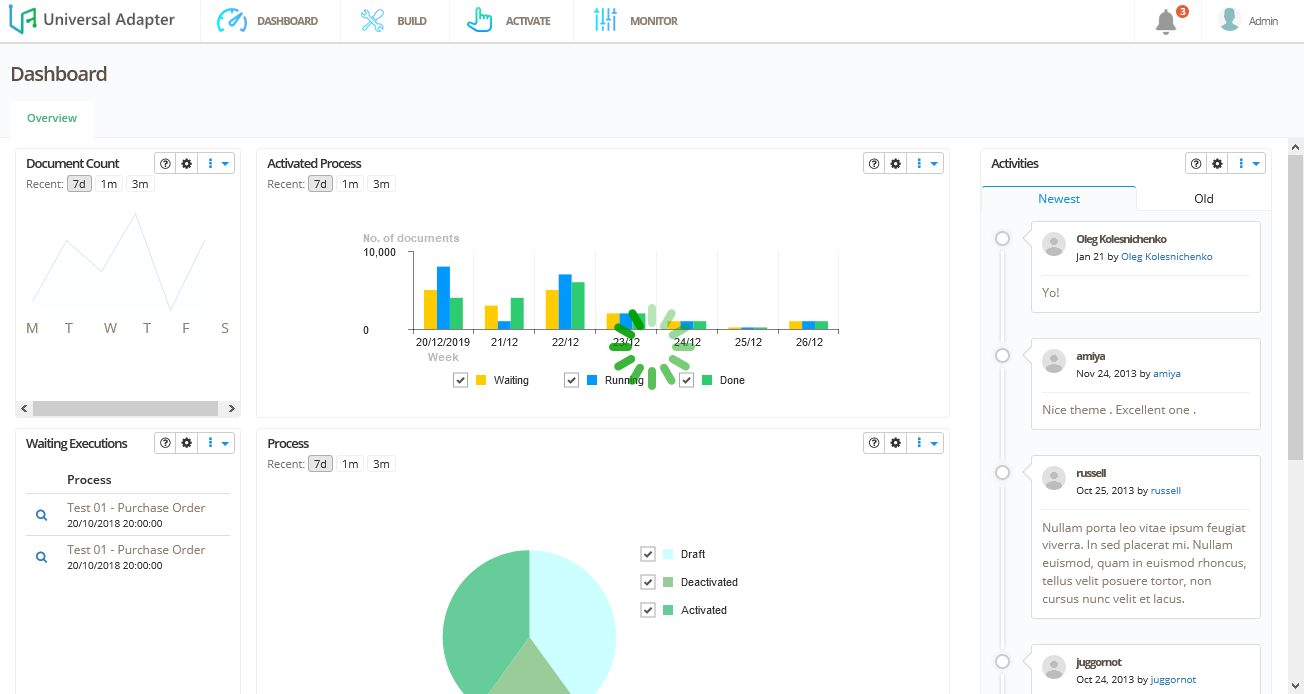 Universal Adapter
DASHBOARD
BUILD
ACTIVATE
MONITOR
3
Admin
Dashboard
Overview
Document Count
Recent: 7d 1m 3m
M T W T F S
Waiting Executions
Process
Test 01 - Purchase Order
20/10/2018 20:00:00
Test 01 - Purchase Order
20/10/2018 20:00:00
Activated Process
Recent: 7d 1m 3m
No. of documents
10,000
0
20/12/2019 21/12 22/12 23/12 24/12 25/12 26/12
Week
Waiting Running Done
Process
Recent: 7d 1m 3m
Draft
Deactivated
Activated
Activities
Newest Old
Oleg Kolesnichenko
Jan 21 by Oleg Kolesnichenko
Yo!
amiya
Nov 24, 2013 by amiya
Nice theme . Excellent one .
russell
Oct 25, 2013 by russell
Nullam porta leo vitae ipsum feugiat
viverra. In sed placerat mi. Nullam
euismod, quam in euismod rhoncus,
tellus velit posuere tortor, non
cursus nunc velit et lacus.
juggornot
Oct 24, 2013 by juggornot